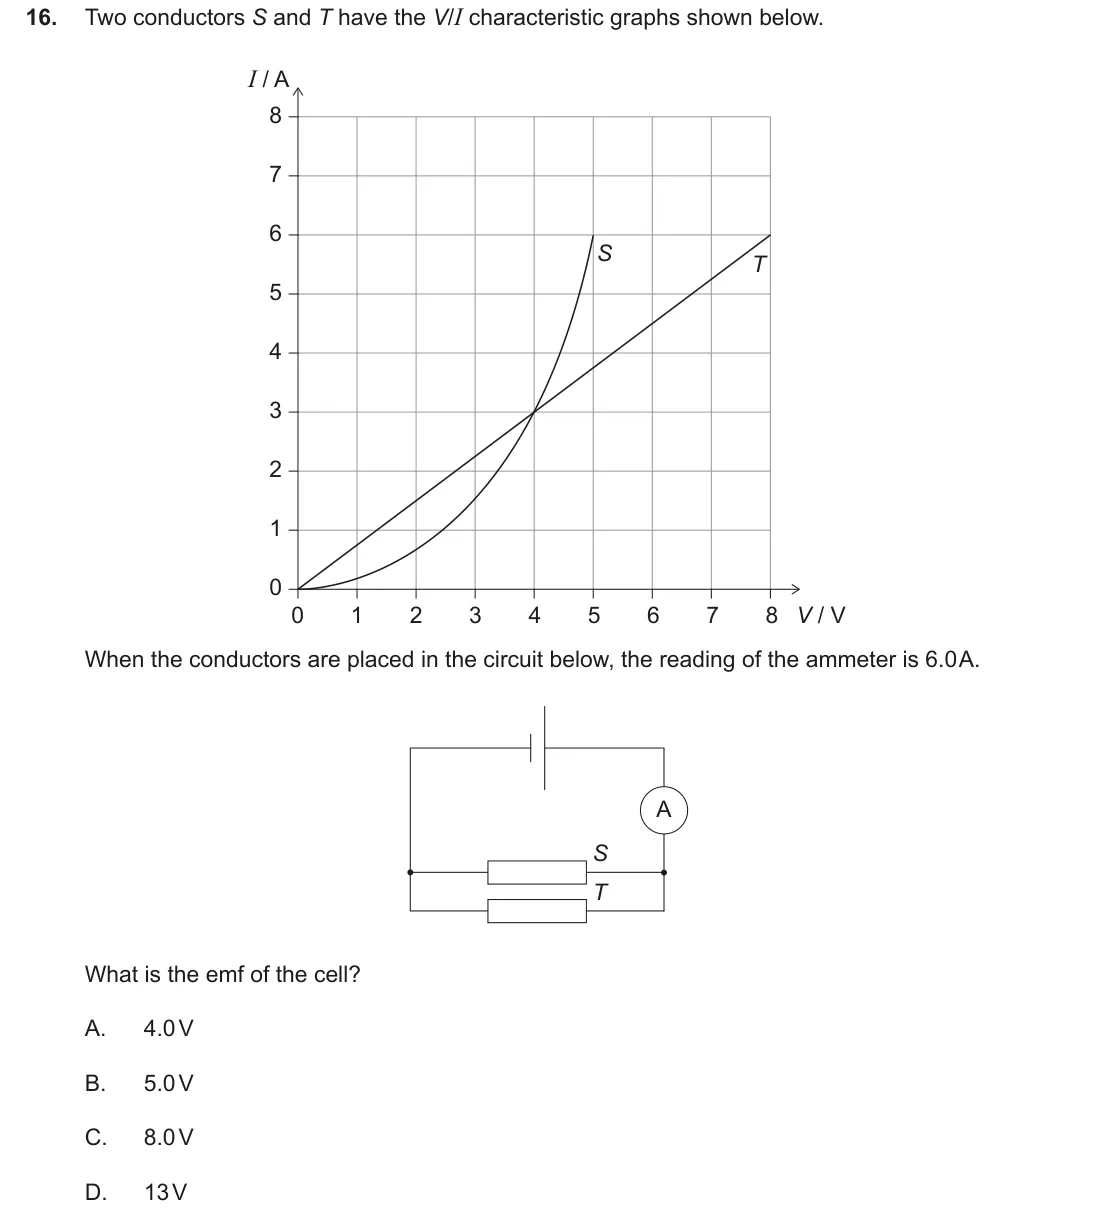 16. Two conductors S and T have the V/I characteristic graphs shown below.
I / A
8
7
6
S
T
5
4
3
2
1
0
0 1 2 3 4 5 6 7 8 V / V
When the conductors are placed in the circuit below, the reading of the ammeter is 6.0A.
A
S
T
What is the emf of the cell?
A. 4.0V
B. 5.0V
C. 8.0V
D. 13V